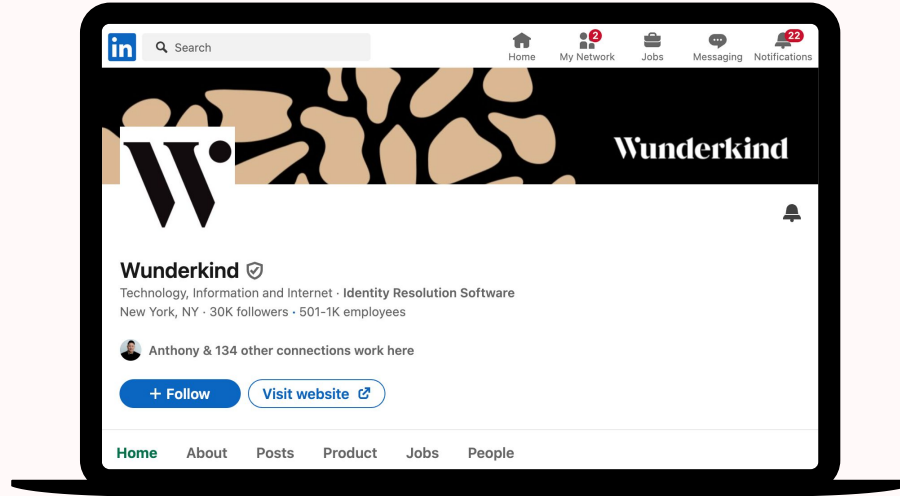 in
Search
2
22
Home
My Network
Jobs
Messaging
Notifications
Wunderkind
W
Wunderkind
Technology, Information and Internet · Identity Resolution Software
New York, NY · 30K followers · 501-1K employees
Anthony & 134 other connections work here
+ Follow
Visit website
Home
About
Posts
Product
Jobs
People